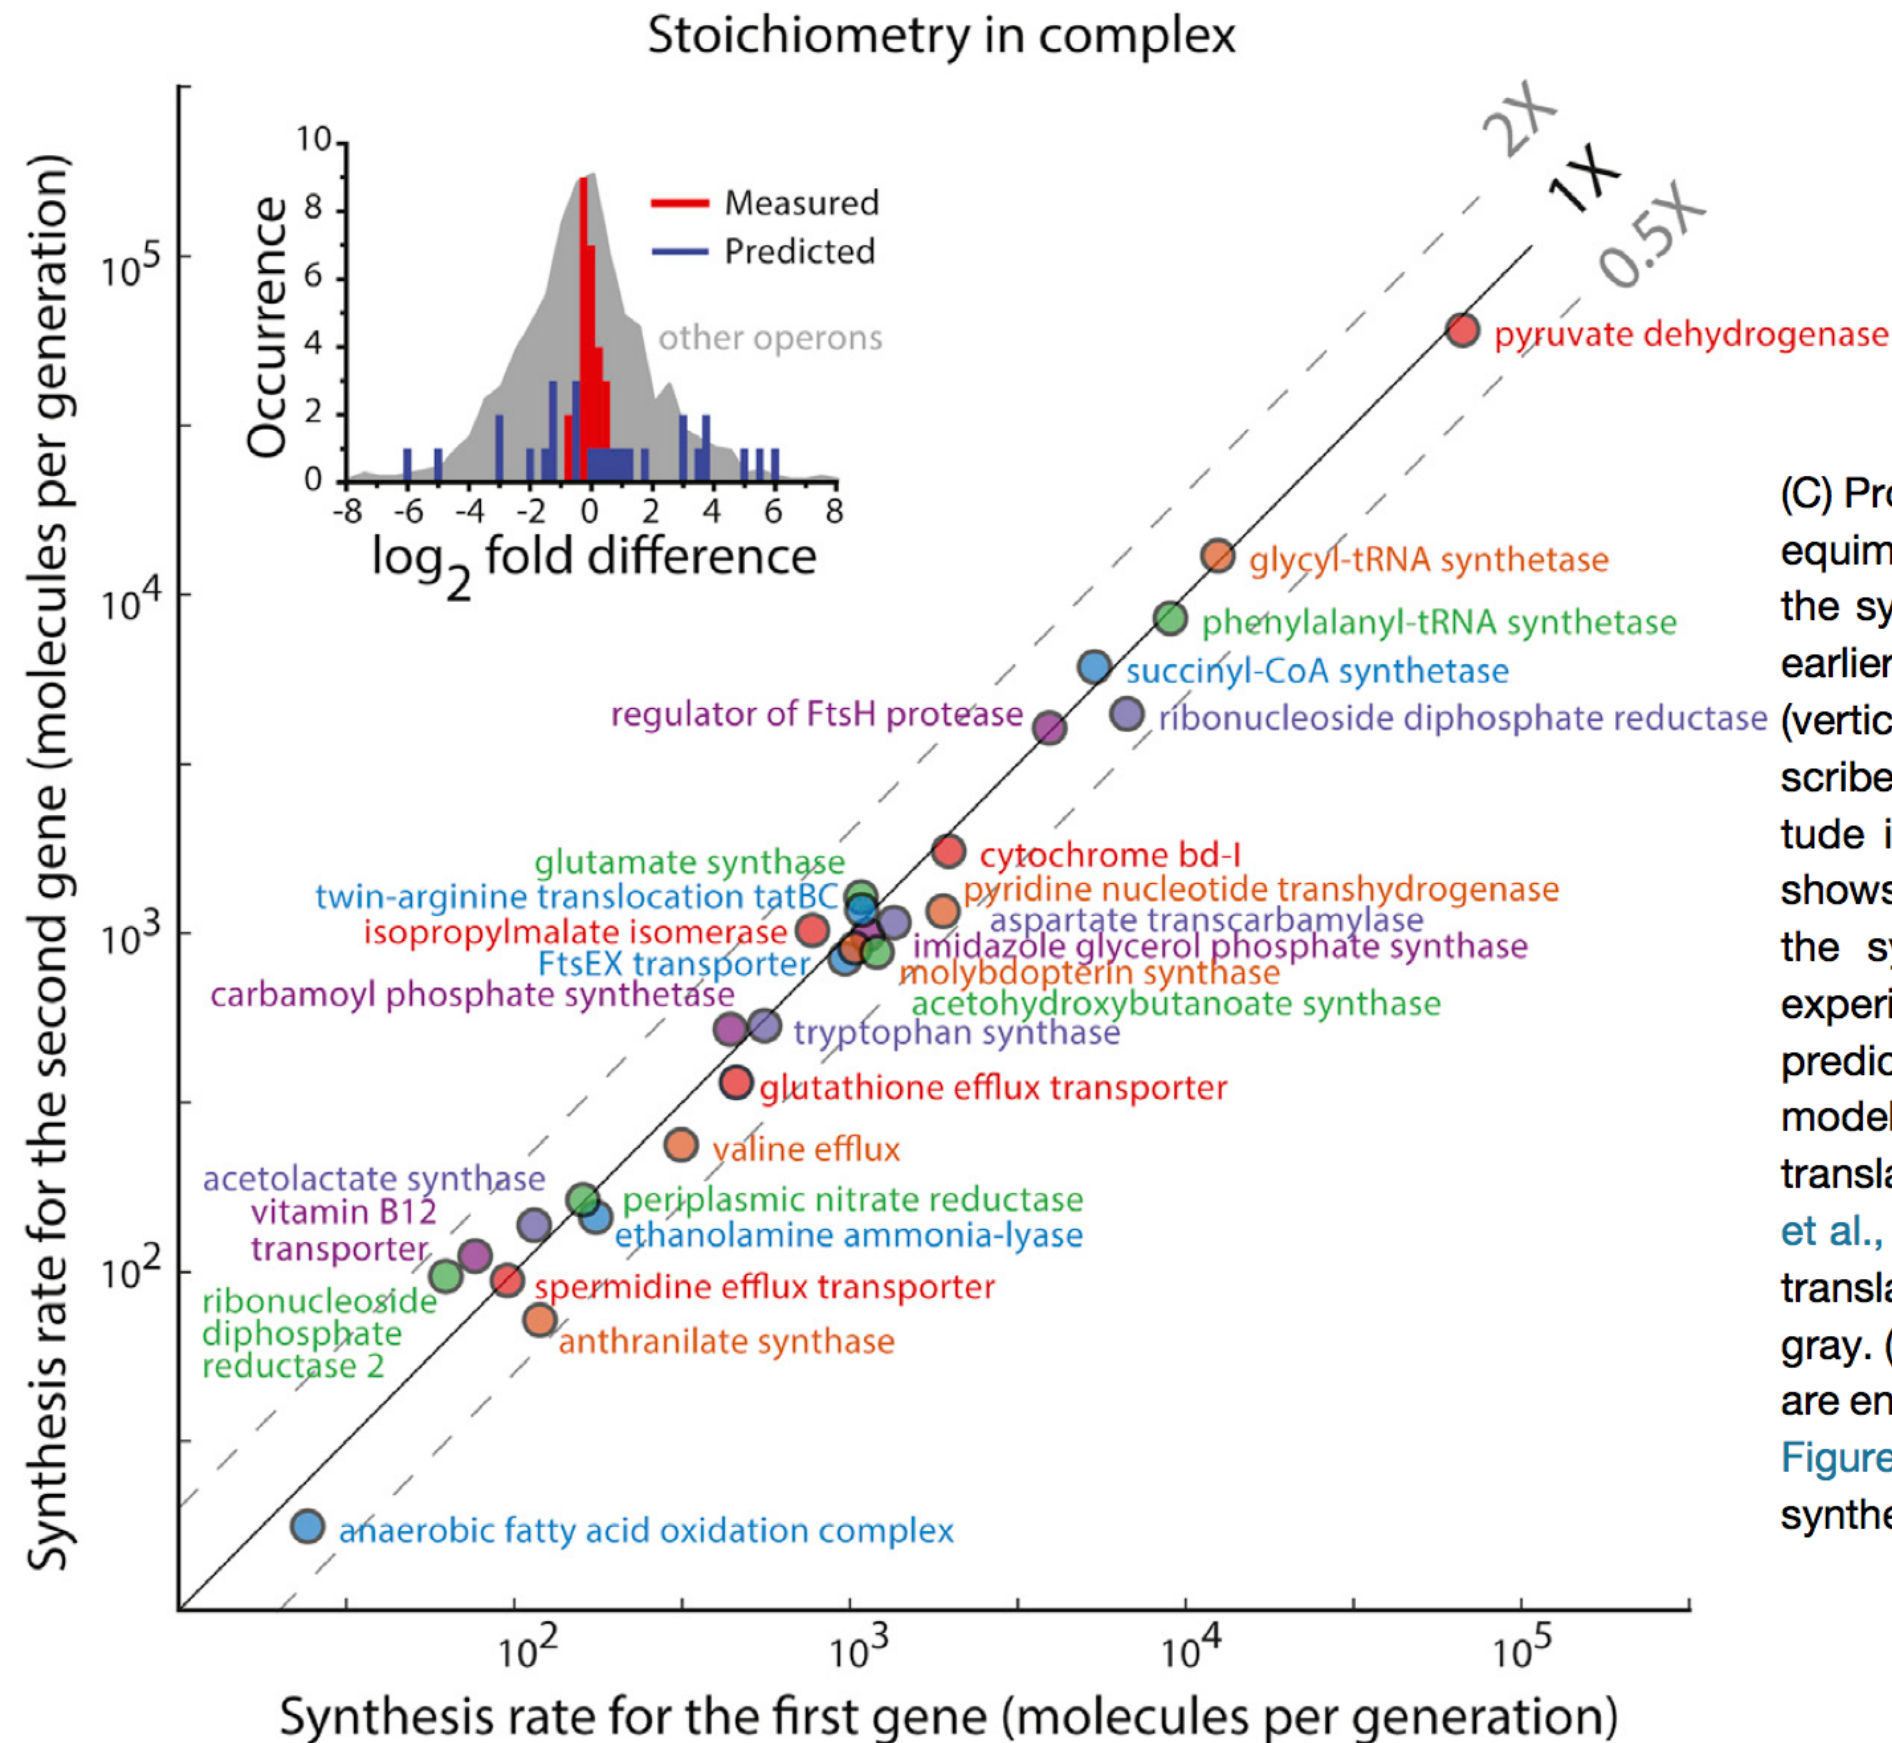 Stoichiometry in complex
Synthesis rate for the second gene (molecules per generation)
10^5
10^4
10^3
10^2
Occurrence
10
8
6
4
2
0
-8 -6 -4 -2 0 2 4 6 8
log2 fold difference
Measured
Predicted
other operons
2X
1X
0.5X
pyruvate dehydrogenase
glycyl-tRNA synthetase
phenylalanyl-tRNA synthetase
succinyl-CoA synthetase
regulator of FtsH protease
ribonucleoside diphosphate reductase
cytochrome bd-I
glutamate synthase
pyridine nucleotide transhydrogenase
twin-arginine translocation tatBC
aspartate transcarbamylase
isopropylmalate isomerase
imidazole glycerol phosphate synthase
FtsEX transporter
molybdopterin synthase
carbamoyl phosphate synthetase
acetohydroxybutanoate synthase
tryptophan synthase
glutathione efflux transporter
valine efflux
acetolactate synthase
periplasmic nitrate reductase
vitamin B12
transporter
ethanolamine ammonia-lyase
spermidine efflux transporter
ribonucleoside
diphosphate
reductase 2
anthranilate synthase
anaerobic fatty acid oxidation complex
10^2 10^3 10^4 10^5
Synthesis rate for the first gene (molecules per generation)
(C) Pro
equim
the sy
earlier
(vertic
scribe
tude i
shows
the sy
experi
predic
model
transla
et al.,
transla
gray. (
are en
Figure
synthe